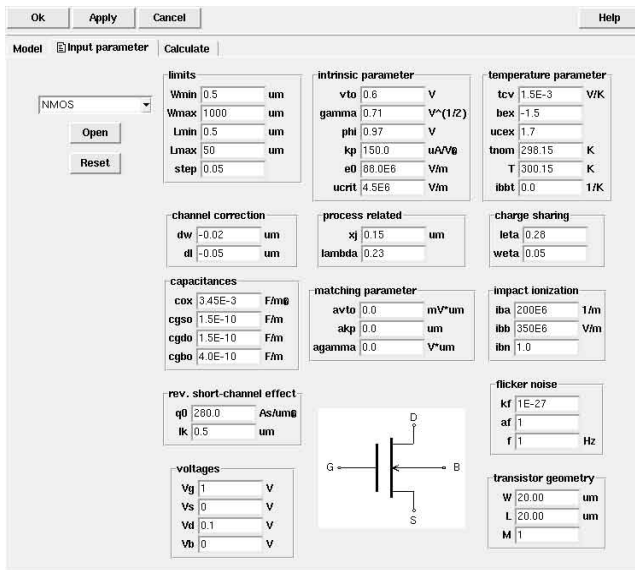 Ok Apply Cancel Help
Model Input parameter Calculate
NMOS
Open
Reset
limits
Wmin 0.5 um
Wmax 1000 um
Lmin 0.5 um
Lmax 50 um
step 0.05
intrinsic parameter
vto 0.6 V
gamma 0.71 V^(1/2)
phi 0.97 V
kp 150.0 uA/V
e0 88.0E6 V/m
ucrit 4.5E6 V/m
temperature parameter
tcv 1.5E-3 V/K
bex -1.5
ucex 1.7
tnom 298.15 K
T 300.15 K
ibbt 0.0 1/K
channel correction
dw -0.02 um
dl -0.05 um
process related
xj 0.15 um
lambda 0.23
charge sharing
leta 0.28
weta 0.05
capacitances
cox 3.45E-3 F/m
cgso 1.5E-10 F/m
cgdo 1.5E-10 F/m
cgbo 4.0E-10 F/m
matching parameter
avto 0.0 mV*um
akp 0.0 um
agamma 0.0 V*um
impact ionization
iba 200E6 1/m
ibb 350E6 V/m
ibn 1.0
rev. short-channel effect
q0 280.0 As/um
lk 0.5 um
flicker noise
kf 1E-27
af 1
f 1 Hz
voltages
Vg 1 V
Vs 0 V
Vd 0.1 V
Vb 0 V
D
G
B
S
transistor geometry
W 20.00 um
L 20.00 um
M 1